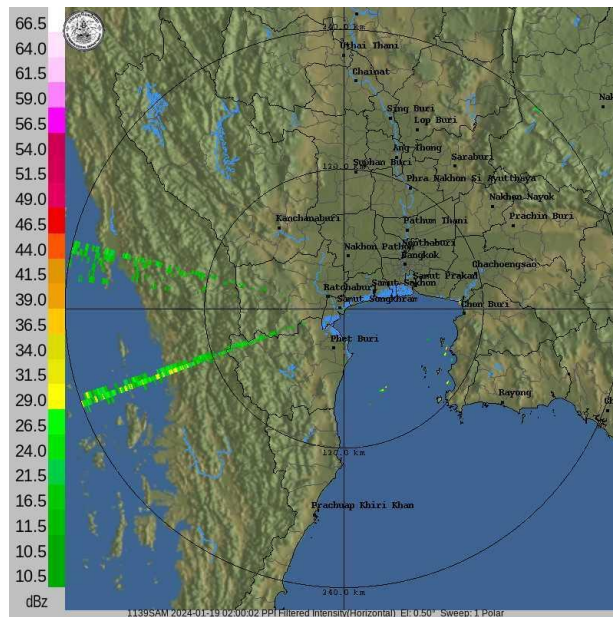 66.5
64.0
61.5
59.0
56.5
54.0
51.5
49.0
46.5
44.0
41.5
39.0
36.5
34.0
31.5
29.0
26.5
24.0
21.5
16.5
11.5
10.5
10.5
dBz
240.0 km
Uthai Thani
Chainat
Sing Buri
Lop Buri
Ang Thong
Saraburi
Suphan Buri
120.0 km
Phra Nakhon Si Ayutthaya
Nakhon Nayok
Kanchanaburi
Pathum Thani
Prachin Buri
Nonthaburi
Nakhon Pathom
Bangkok
Chachoengsao
Samut Prakan
Samut Sakhon
Ratchaburi
Samut Songkhram
Chon Buri
Phet Buri
Rayong
120.0 km
Prachuap Khiri Khan
240.0 km
1139SAM 2024-01-19 02:00:02 PPI Filtered Intensity(Horizontal) El: 0.50° Sweep: 1 Polar